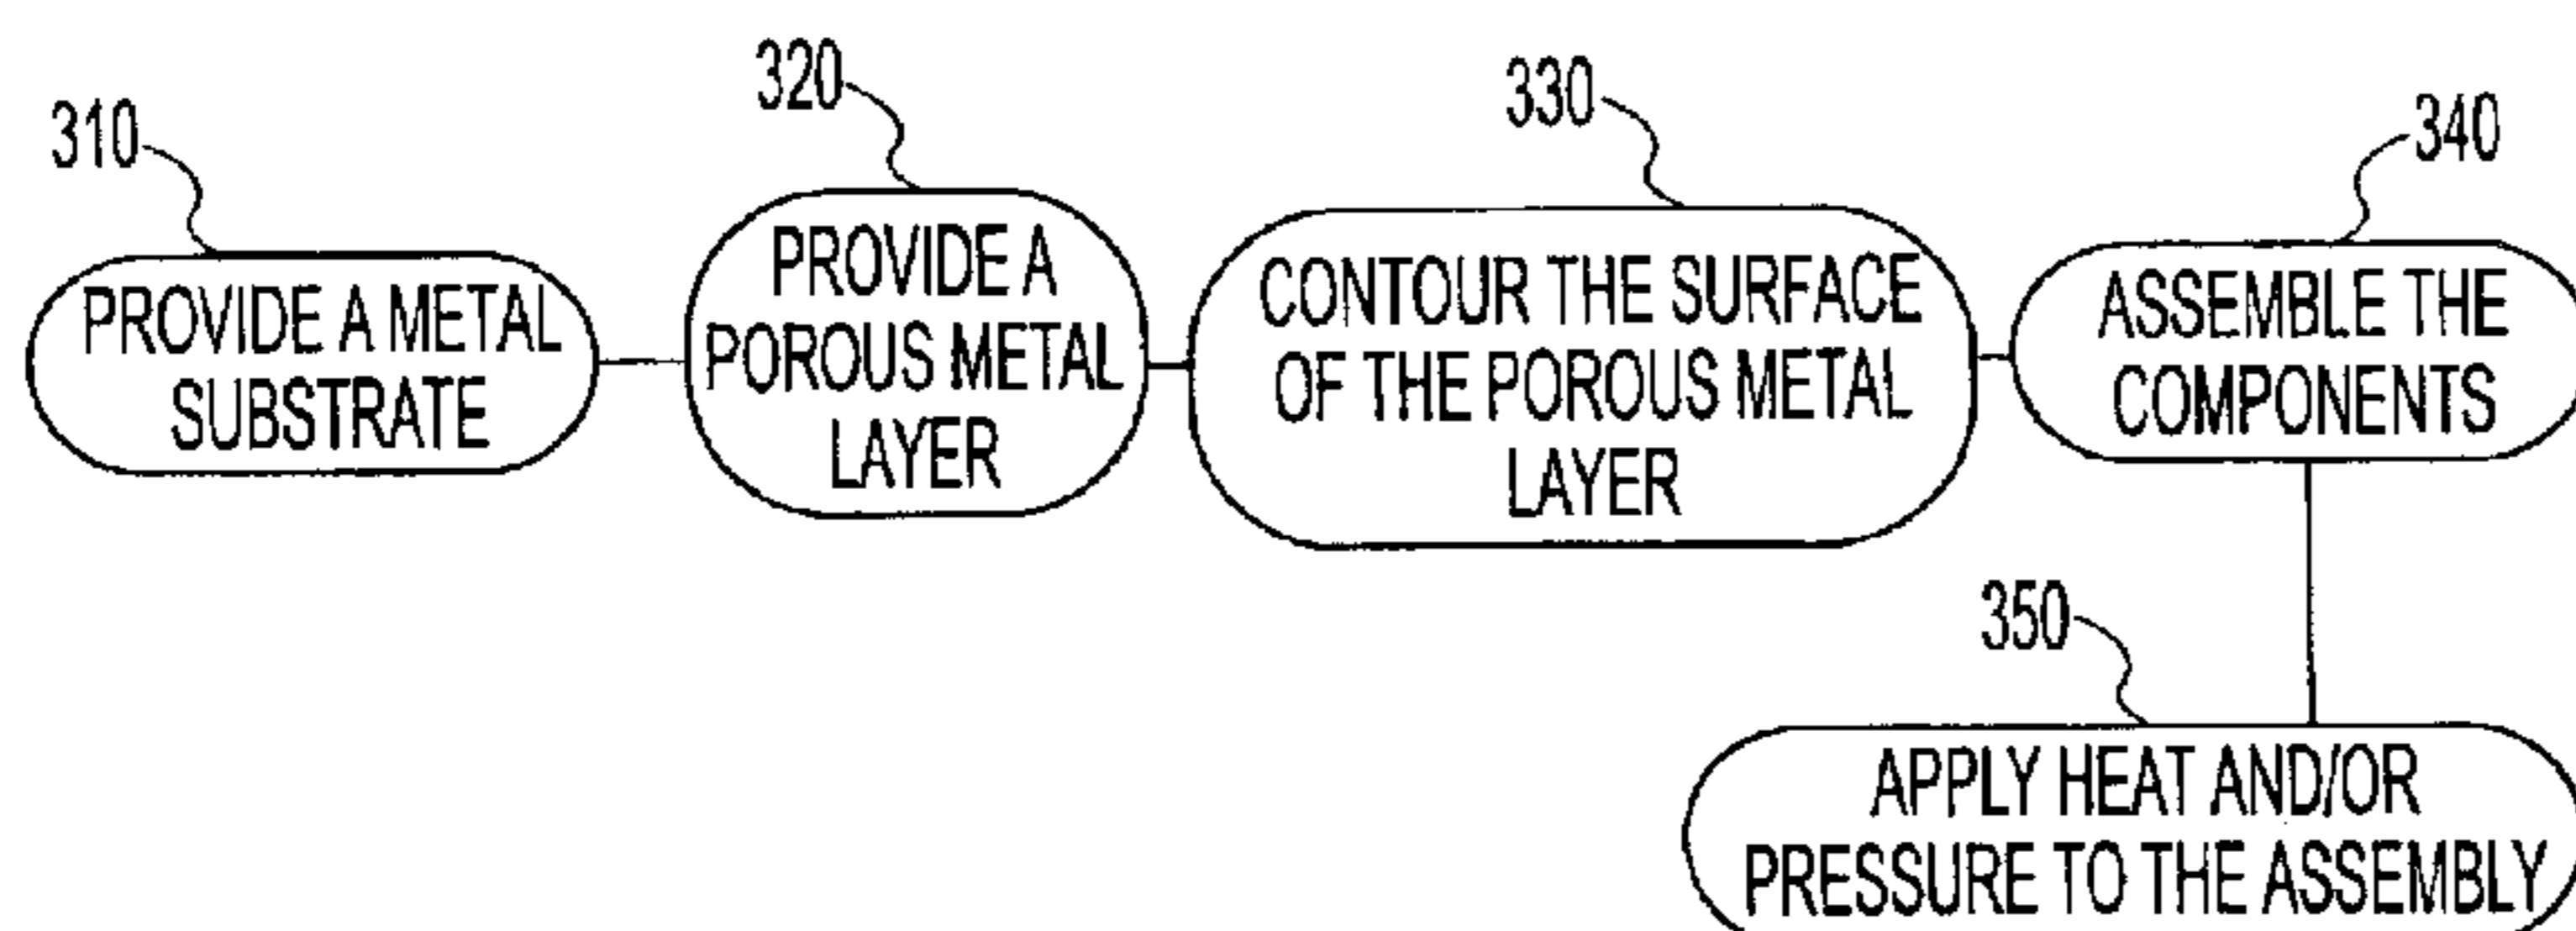 310
PROVIDE A METAL
SUBSTRATE
320
PROVIDE A
POROUS METAL
LAYER
330
CONTOUR THE SURFACE
OF THE POROUS METAL
LAYER
340
ASSEMBLE THE
COMPONENTS
350
APPLY HEAT AND/OR
PRESSURE TO THE ASSEMBLY